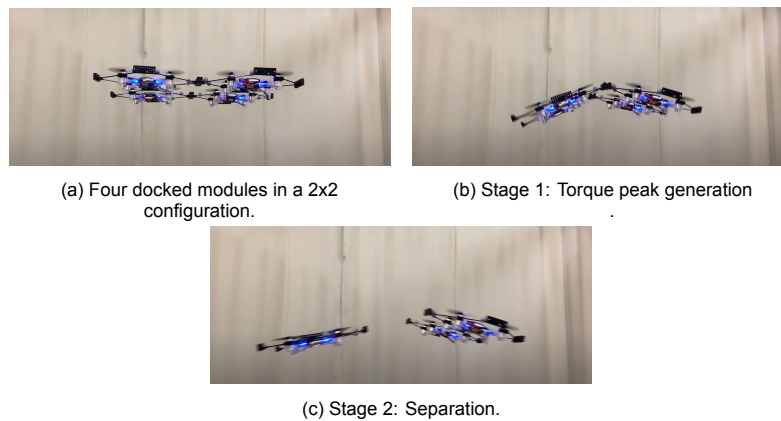 (a) Four docked modules in a 2x2
configuration.
(b) Stage 1: Torque peak generation
.
(c) Stage 2: Separation.